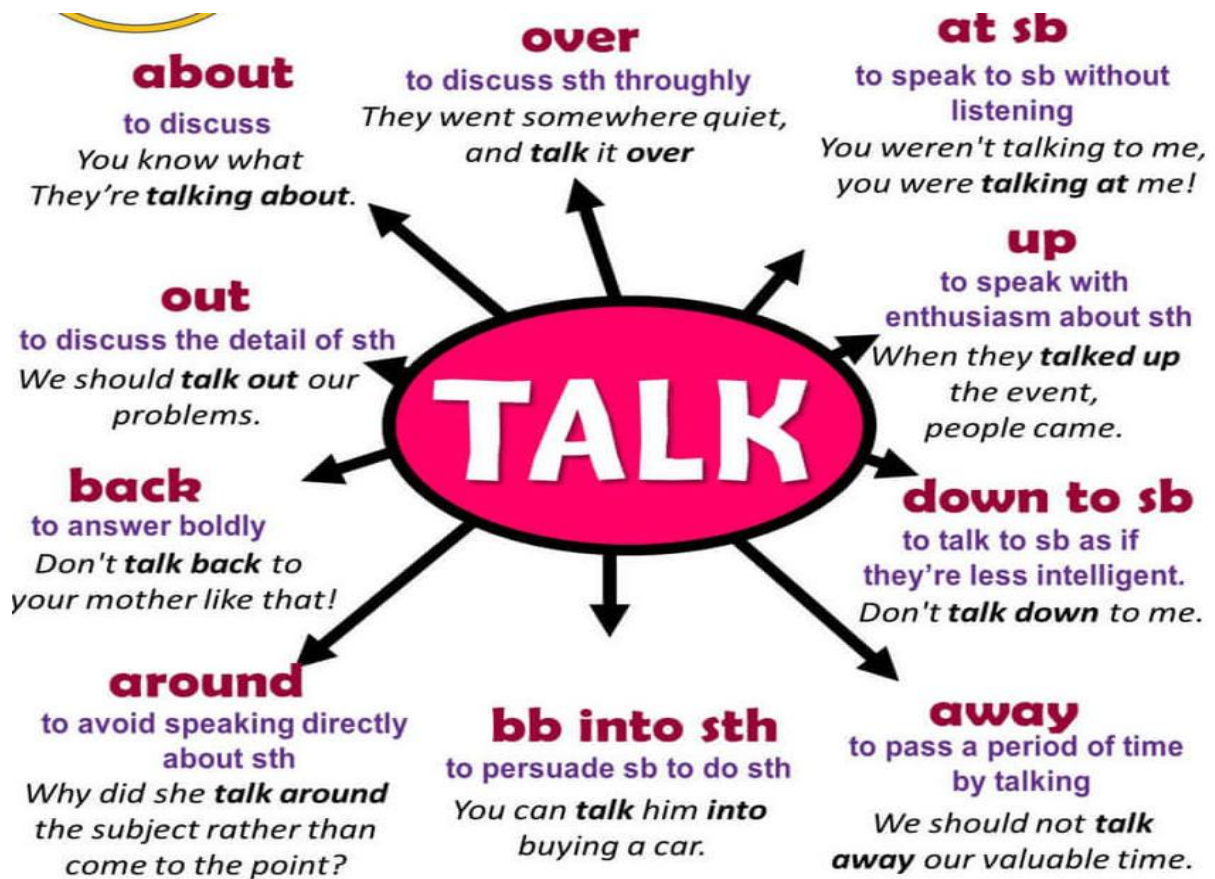 about
to discuss
You know what
They’re talking about.
over
to discuss sth throughly
They went somewhere quiet,
and talk it over
at sb
to speak to sb without
listening
You weren't talking to me,
you were talking at me!
out
to discuss the detail of sth
We should talk out our
problems.
TALK
up
to speak with
enthusiasm about sth
When they talked up
the event,
people came.
back
to answer boldly
Don't talk back to
your mother like that!
down to sb
to talk to sb as if
they’re less intelligent.
Don't talk down to me.
around
to avoid speaking directly
about sth
Why did she talk around
the subject rather than
come to the point?
bb into sth
to persuade sb to do sth
You can talk him into
buying a car.
away
to pass a period of time
by talking
We should not talk
away our valuable time.